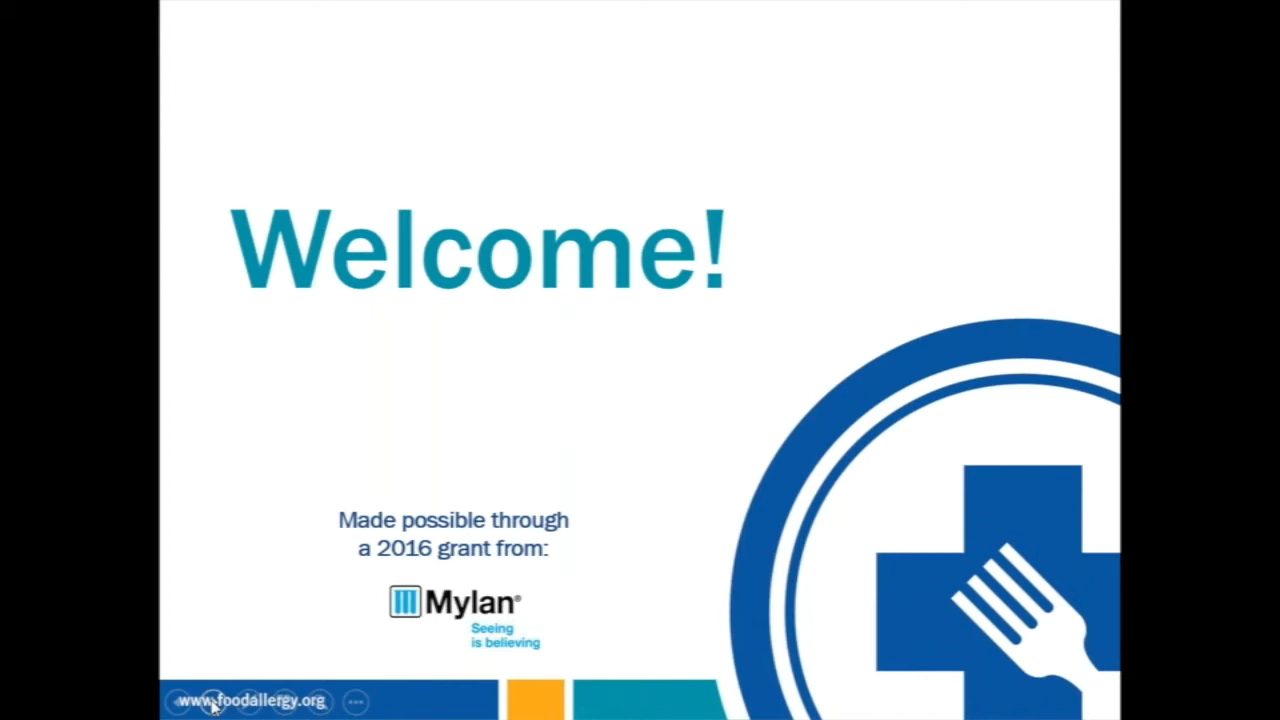 Welcome!
Made possible through
a 2016 grant from:
Mylan®
Seeing
is believing
www.foodallergy.org